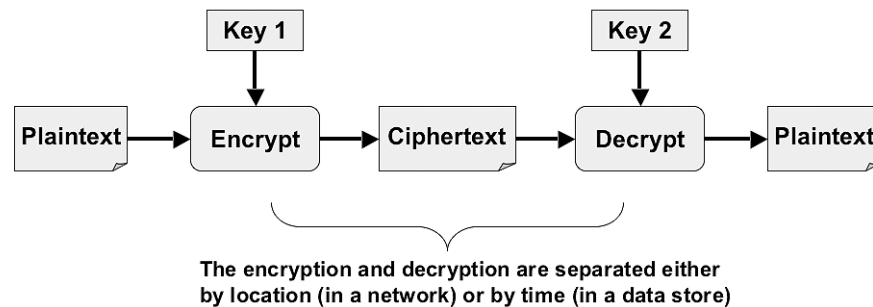 Key 1
Key 2
Plaintext
Encrypt
Ciphertext
Decrypt
Plaintext
The encryption and decryption are separated either
by location (in a network) or by time (in a data store)